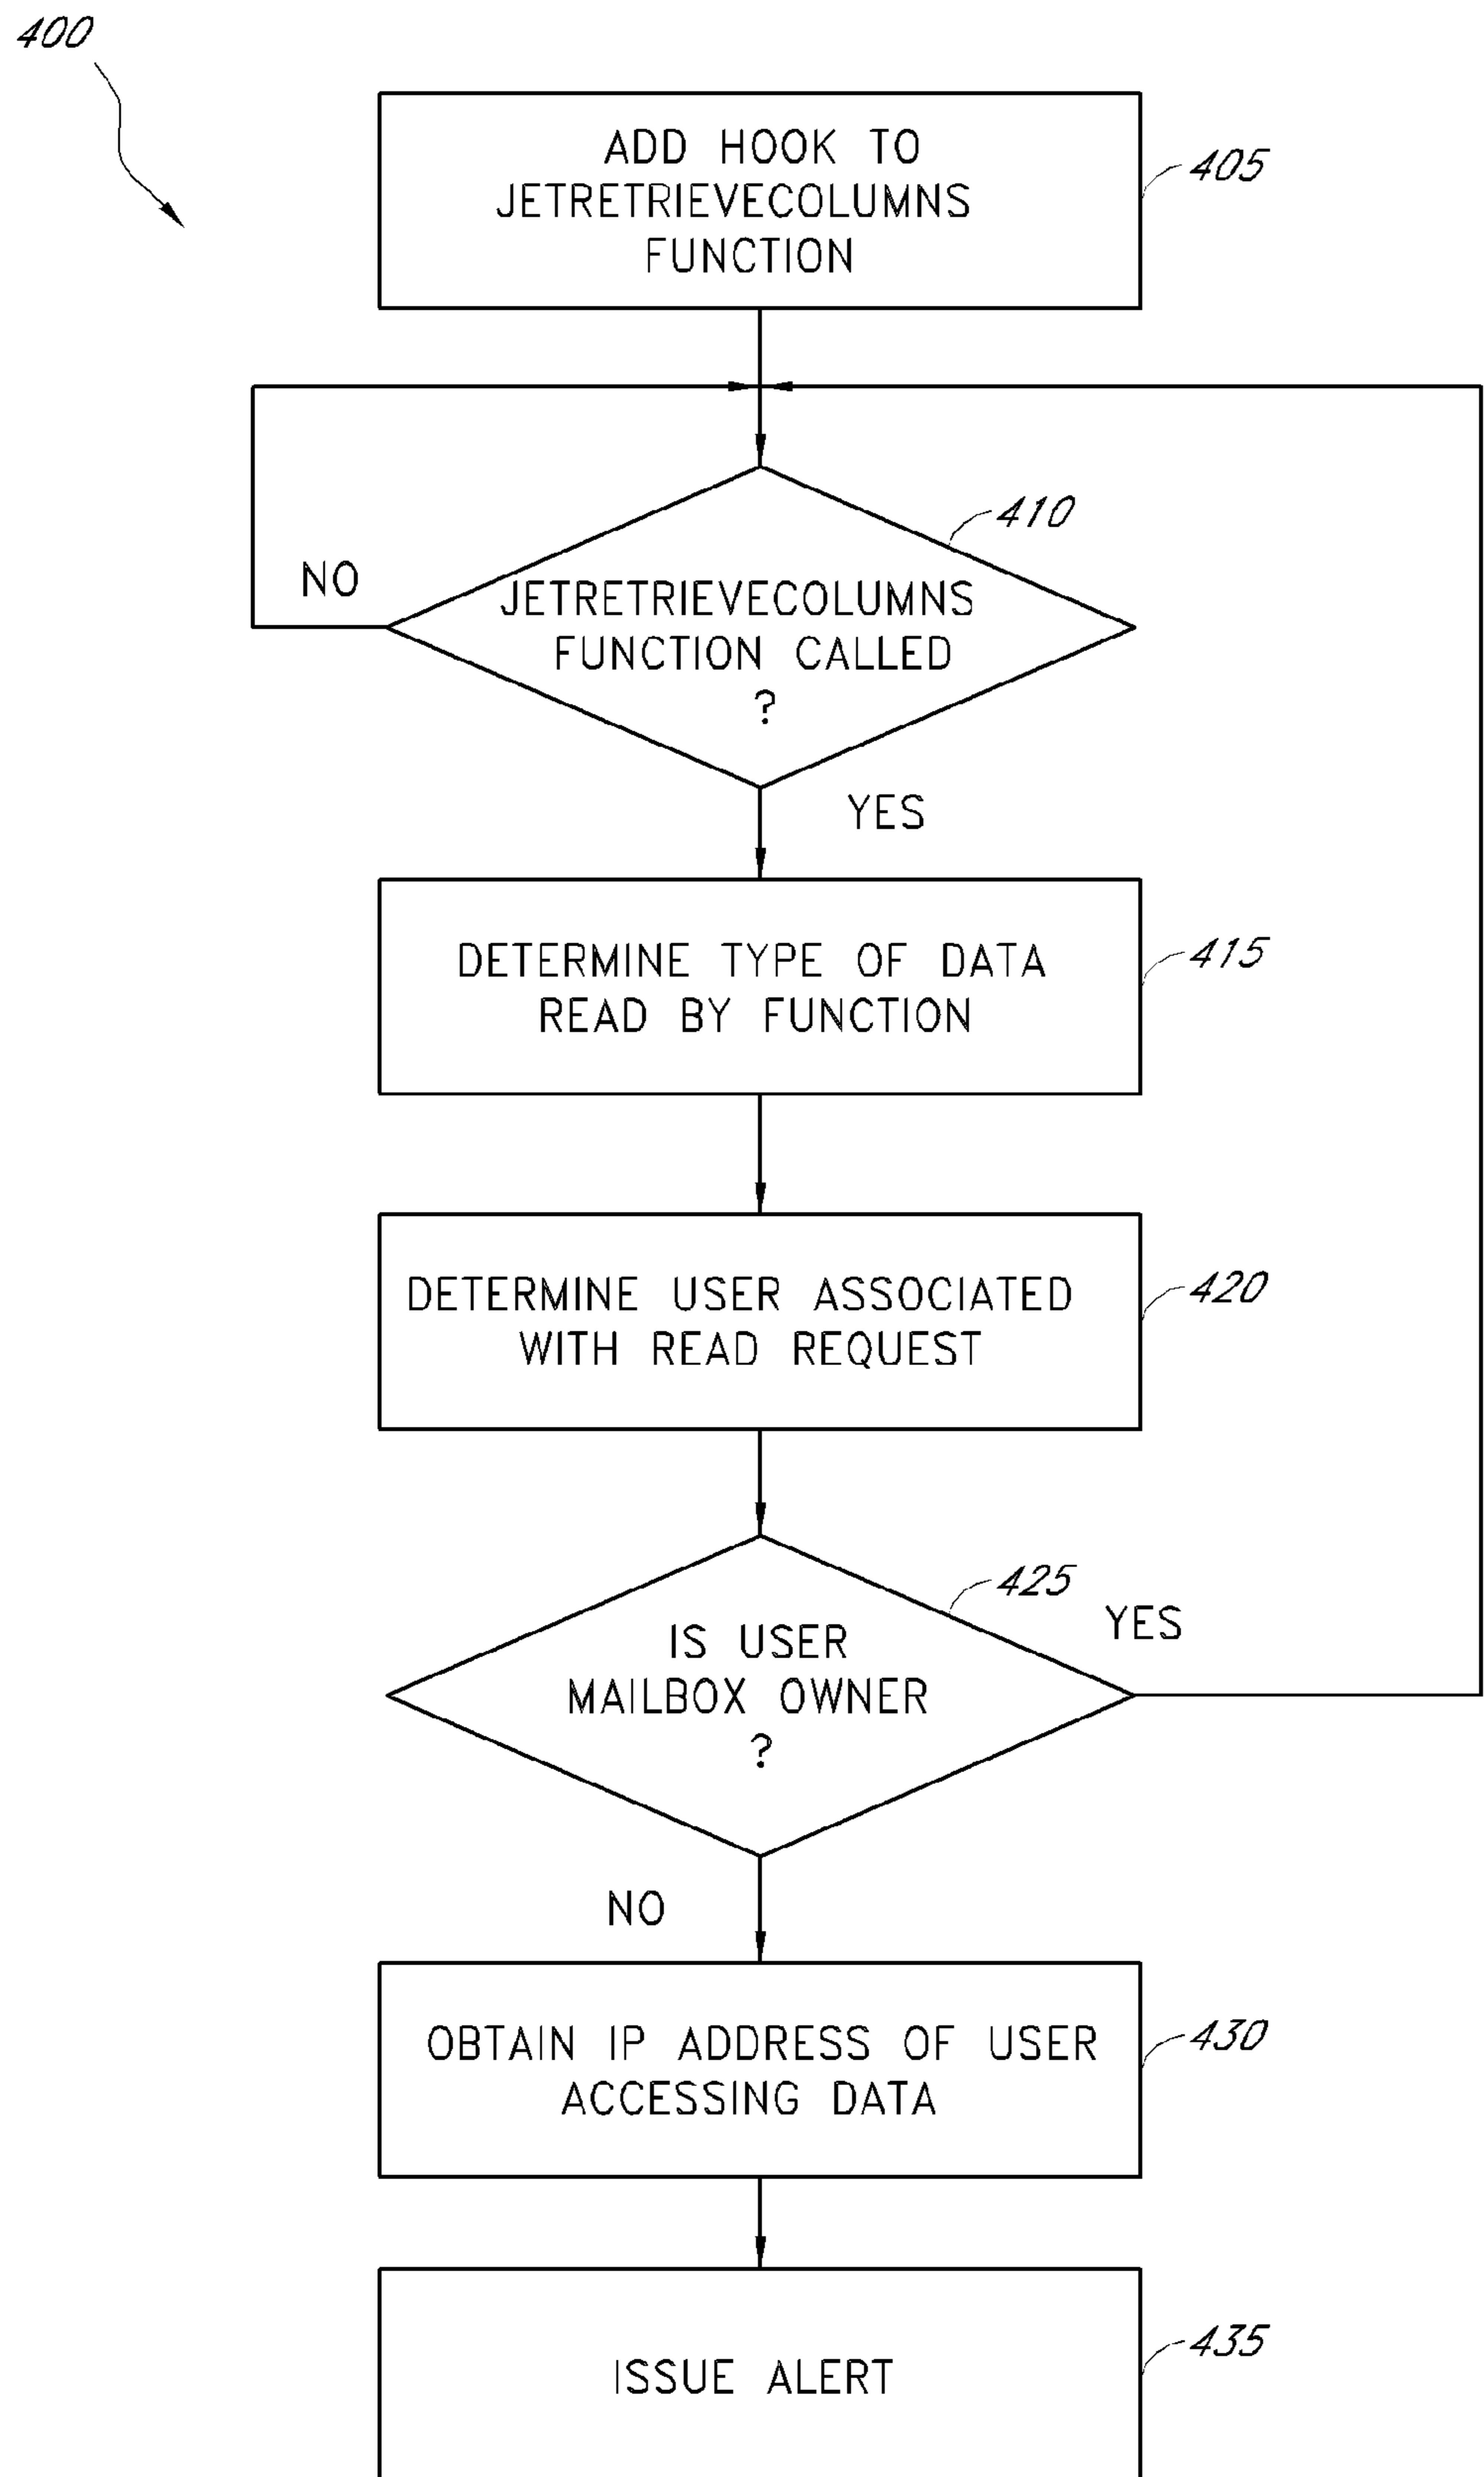 400
ADD HOOK TO
JETRETRIEVECOLUMNS
FUNCTION
405
410
NO
JETRETRIEVECOLUMNS
FUNCTION CALLED
?
YES
DETERMINE TYPE OF DATA
READ BY FUNCTION
415
DETERMINE USER ASSOCIATED
WITH READ REQUEST
420
425
YES
IS USER
MAILBOX OWNER
?
NO
OBTAIN IP ADDRESS OF USER
ACCESSING DATA
430
ISSUE ALERT
435